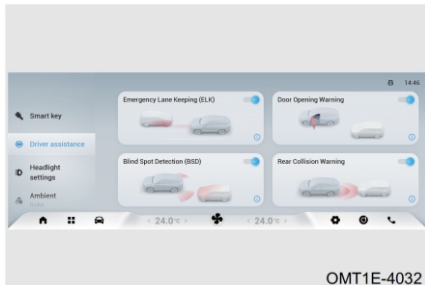 14:46
Smart key
Driver assistance
Headlight
settings
Ambient
Emergency Lane Keeping (ELK)
Door Opening Warning
Blind Spot Detection (BSD)
Rear Collision Warning
24.0°C
24.0°C
OMT1E-4032